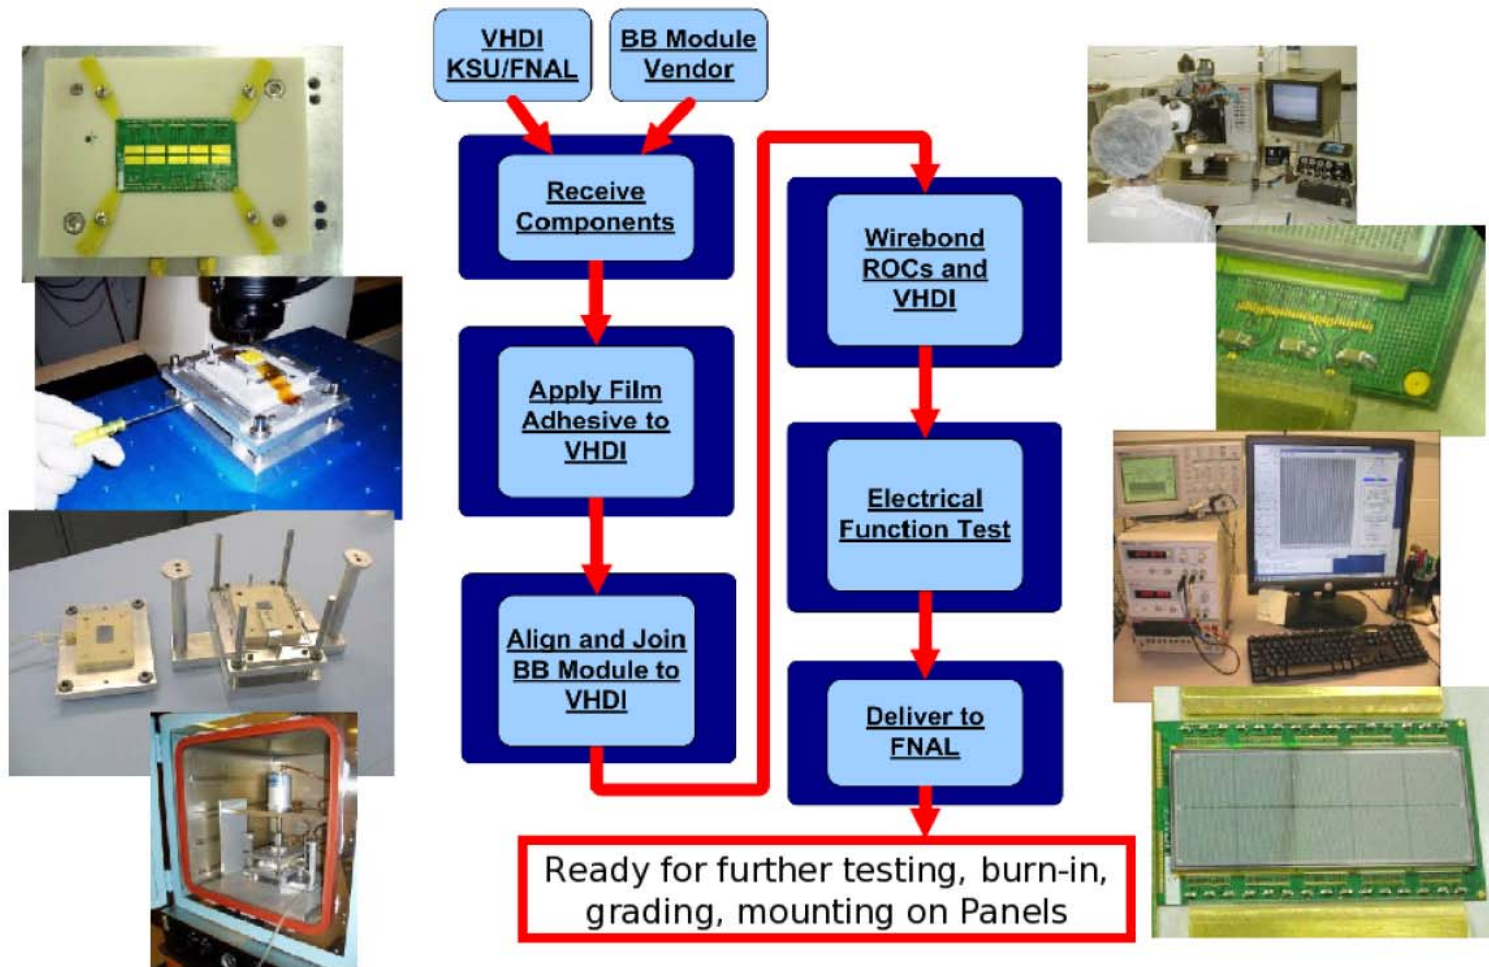 VHDI
KSU/FNAL
BB Module
Vendor
Receive
Components
Apply Film
Adhesive to
VHDI
Align and Join
BB Module to
VHDI
Wirebond
ROCs and
VHDI
Electrical
Function Test
Deliver to
FNAL
Ready for further testing, burn-in,
grading, mounting on Panels